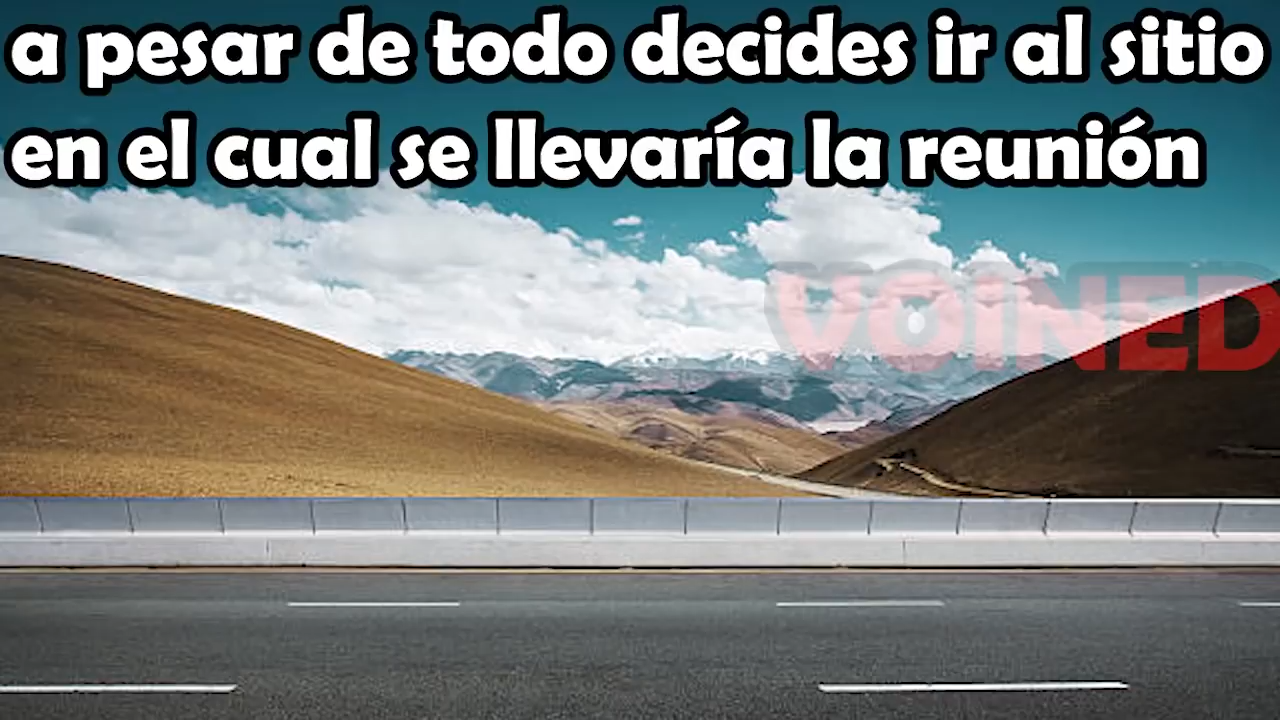 a pesar de todo decides ir al sitio
en el cual se llevaría la reunión
VOINED